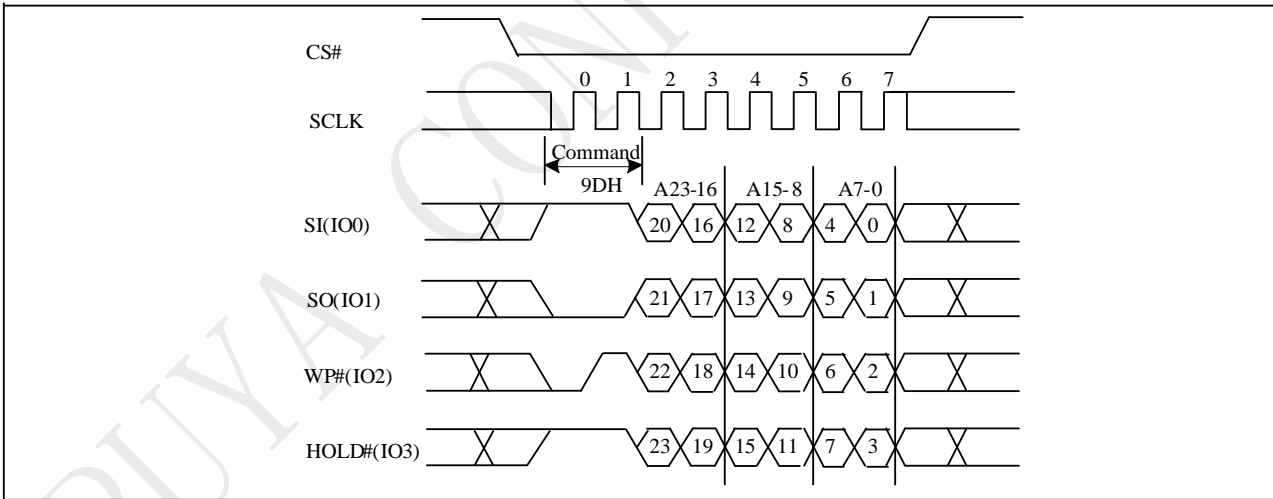 CS#
0 1 2 3 4 5 6 7
SCLK
Command
9DH
A23-16 A15-8 A7-0
SI(IO0) 20 16 12 8 4 0
SO(IO1) 21 17 13 9 5 1
WP#(IO2) 22 18 14 10 6 2
HOLD#(IO3) 23 19 15 11 7 3
PUYA CONF